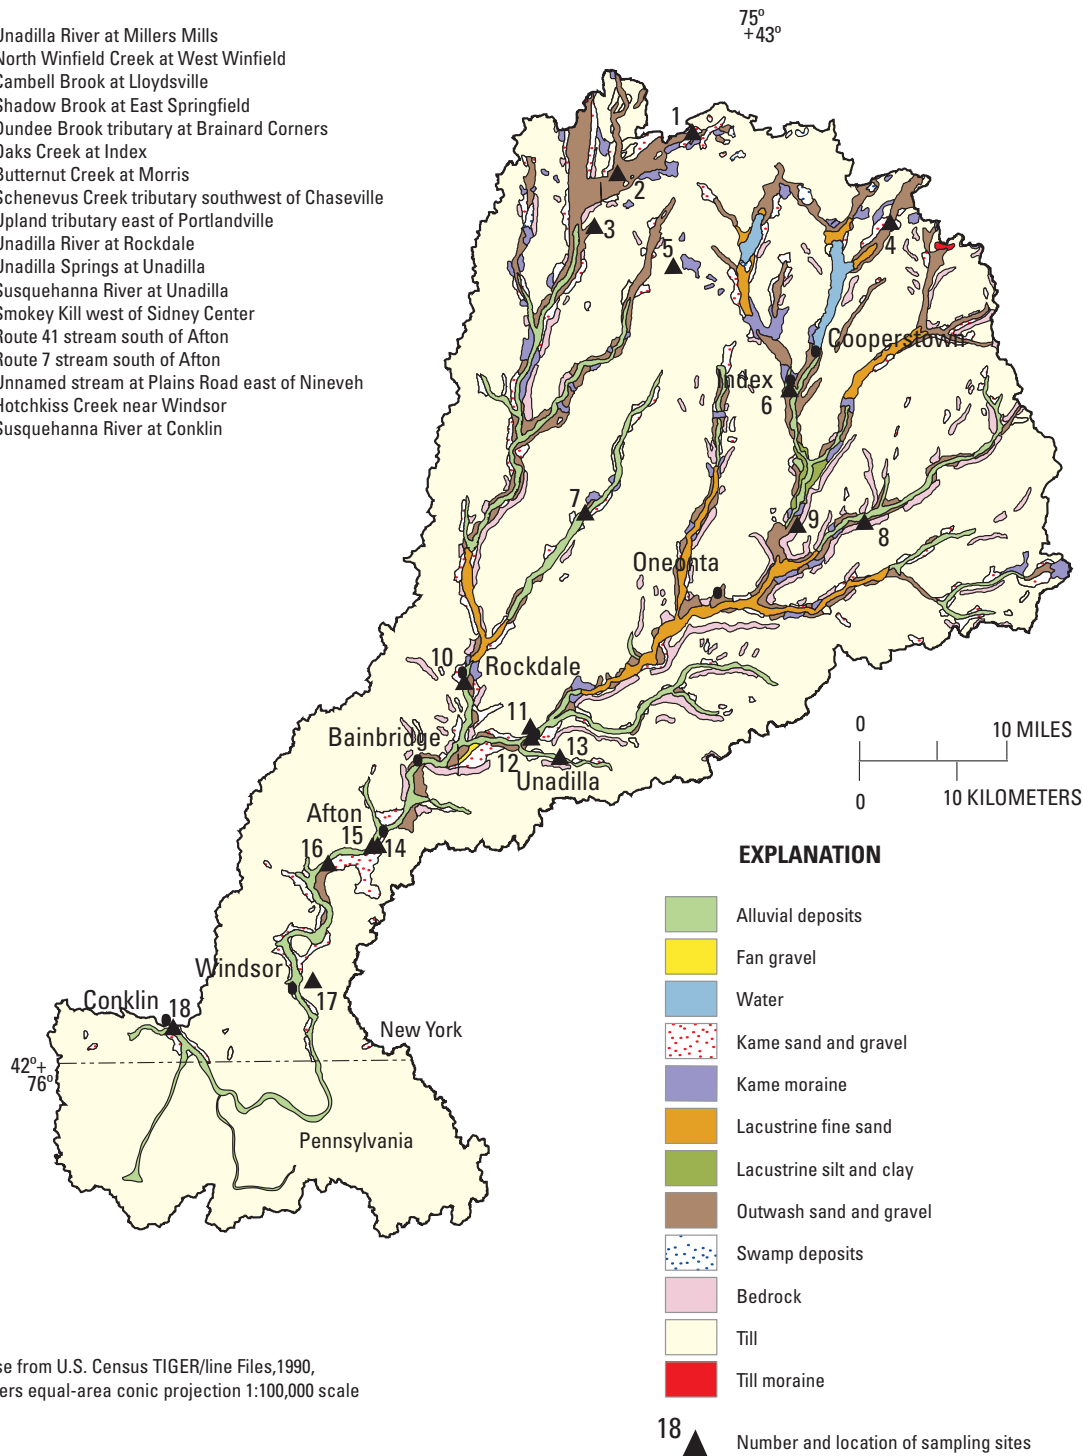 Unadilla River at Millers Mills
North Winfield Creek at West Winfield
Cambell Brook at Lloydsville
Shadow Brook at East Springfield
Dundee Brook tributary at Brainard Corners
Oaks Creek at Index
Butternut Creek at Morris
Schenevus Creek tributary southwest of Chaseville
Upland tributary east of Portlandville
Unadilla River at Rockdale
Unadilla Springs at Unadilla
Susquehanna River at Unadilla
Smokey Kill west of Sidney Center
Route 41 stream south of Afton
Route 7 stream south of Afton
Unnamed stream at Plains Road east of Nineveh
Hotchkiss Creek near Windsor
Susquehanna River at Conklin
75°
+43°
1
2
3
4
5
Cooperstown
Index
6
7
9
8
Oneonta
10
Rockdale
11
Bainbridge
12
13
Unadilla
0
10 MILES
0
10 KILOMETERS
Afton
15
14
16
Windsor
17
Conklin
18
New York
42°+
76°
Pennsylvania
EXPLANATION
Alluvial deposits
Fan gravel
Water
Kame sand and gravel
Kame moraine
Lacustrine fine sand
Lacustrine silt and clay
Outwash sand and gravel
Swamp deposits
Bedrock
Till
Till moraine
18
Number and location of sampling sites
se from U.S. Census TIGER/line Files,1990,
ers equal-area conic projection 1:100,000 scale